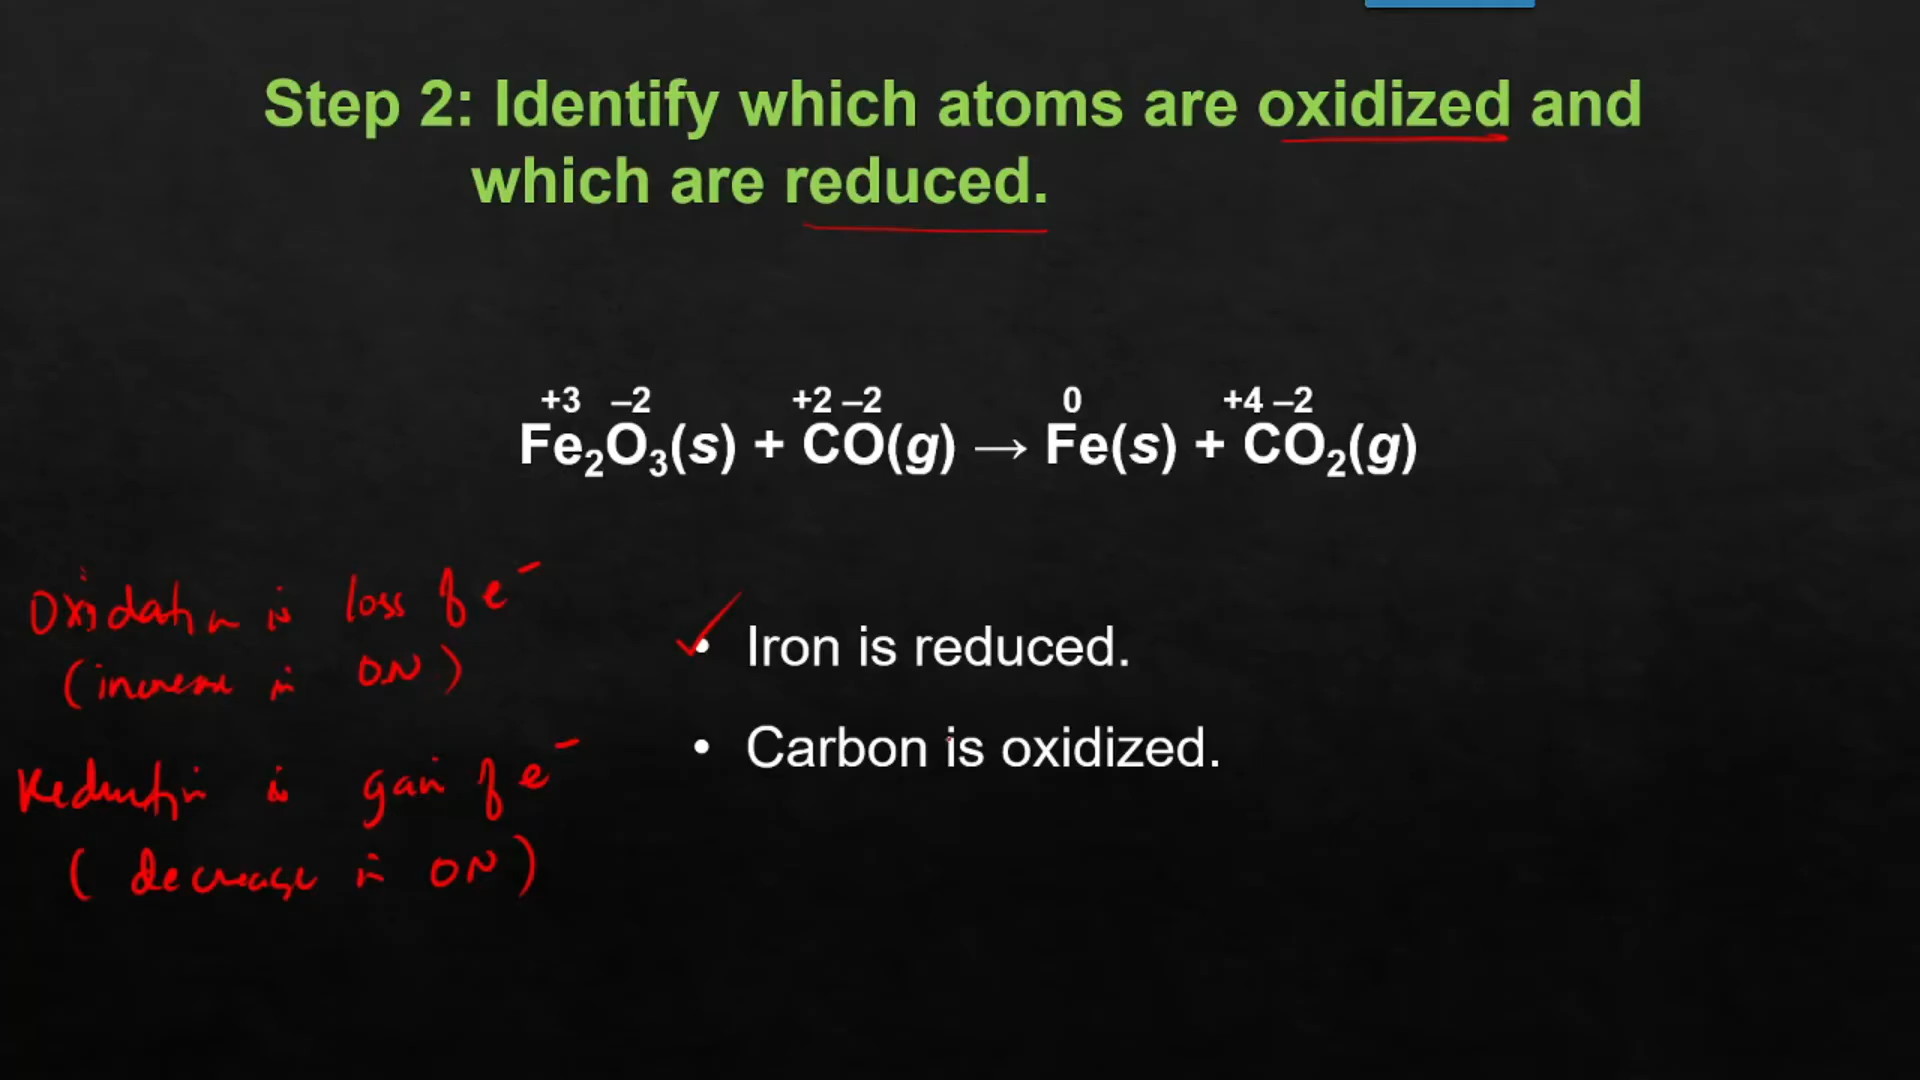 Step 2: Identify which atoms are oxidized and
which are reduced.
+3 –2 +2 –2 0 +4 –2
Fe₂O₃(s) + CO(g) → Fe(s) + CO₂(g)
Oxidation is loss of e⁻
(increase in ON)
Reduction is gain of e⁻
(decrease in ON)
• Iron is reduced.
• Carbon is oxidized.